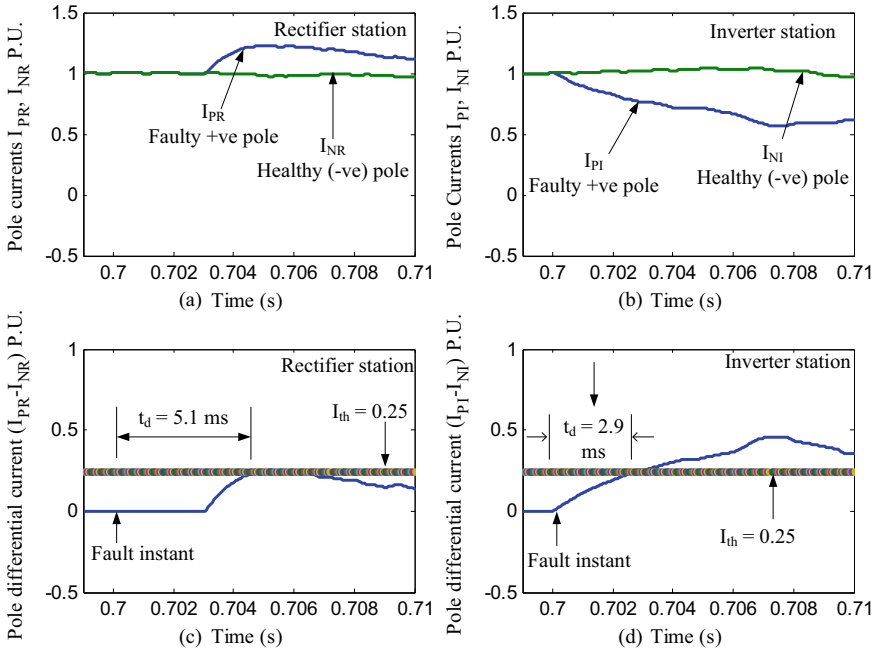 Pole currents I_PR, I_NR P.U.
1.5
1
0.5
0
-0.5
Rectifier station
I_PR
Faulty +ve pole
I_NR
Healthy (-ve) pole
0.7 0.702 0.704 0.706 0.708 0.71
(a) Time (s)
Pole Currents I_PI, I_NI P.U.
1.5
1
0.5
0
-0.5
Inverter station
I_PI
Faulty +ve pole
I_NI
Healthy (-ve) pole
0.7 0.702 0.704 0.706 0.708 0.71
(b) Time (s)
Pole differential current (I_PR-I_NR) P.U.
1
0.5
0
-0.5
Rectifier station
t_d = 5.1 ms
I_th = 0.25
Fault instant
0.7 0.702 0.704 0.706 0.708 0.71
(c) Time (s)
Pole differential current (I_PI-I_NI) P.U.
1
0.5
0
-0.5
Inverter station
t_d = 2.9
ms
I_th = 0.25
Fault instant
0.7 0.702 0.704 0.706 0.708 0.71
(d) Time (s)